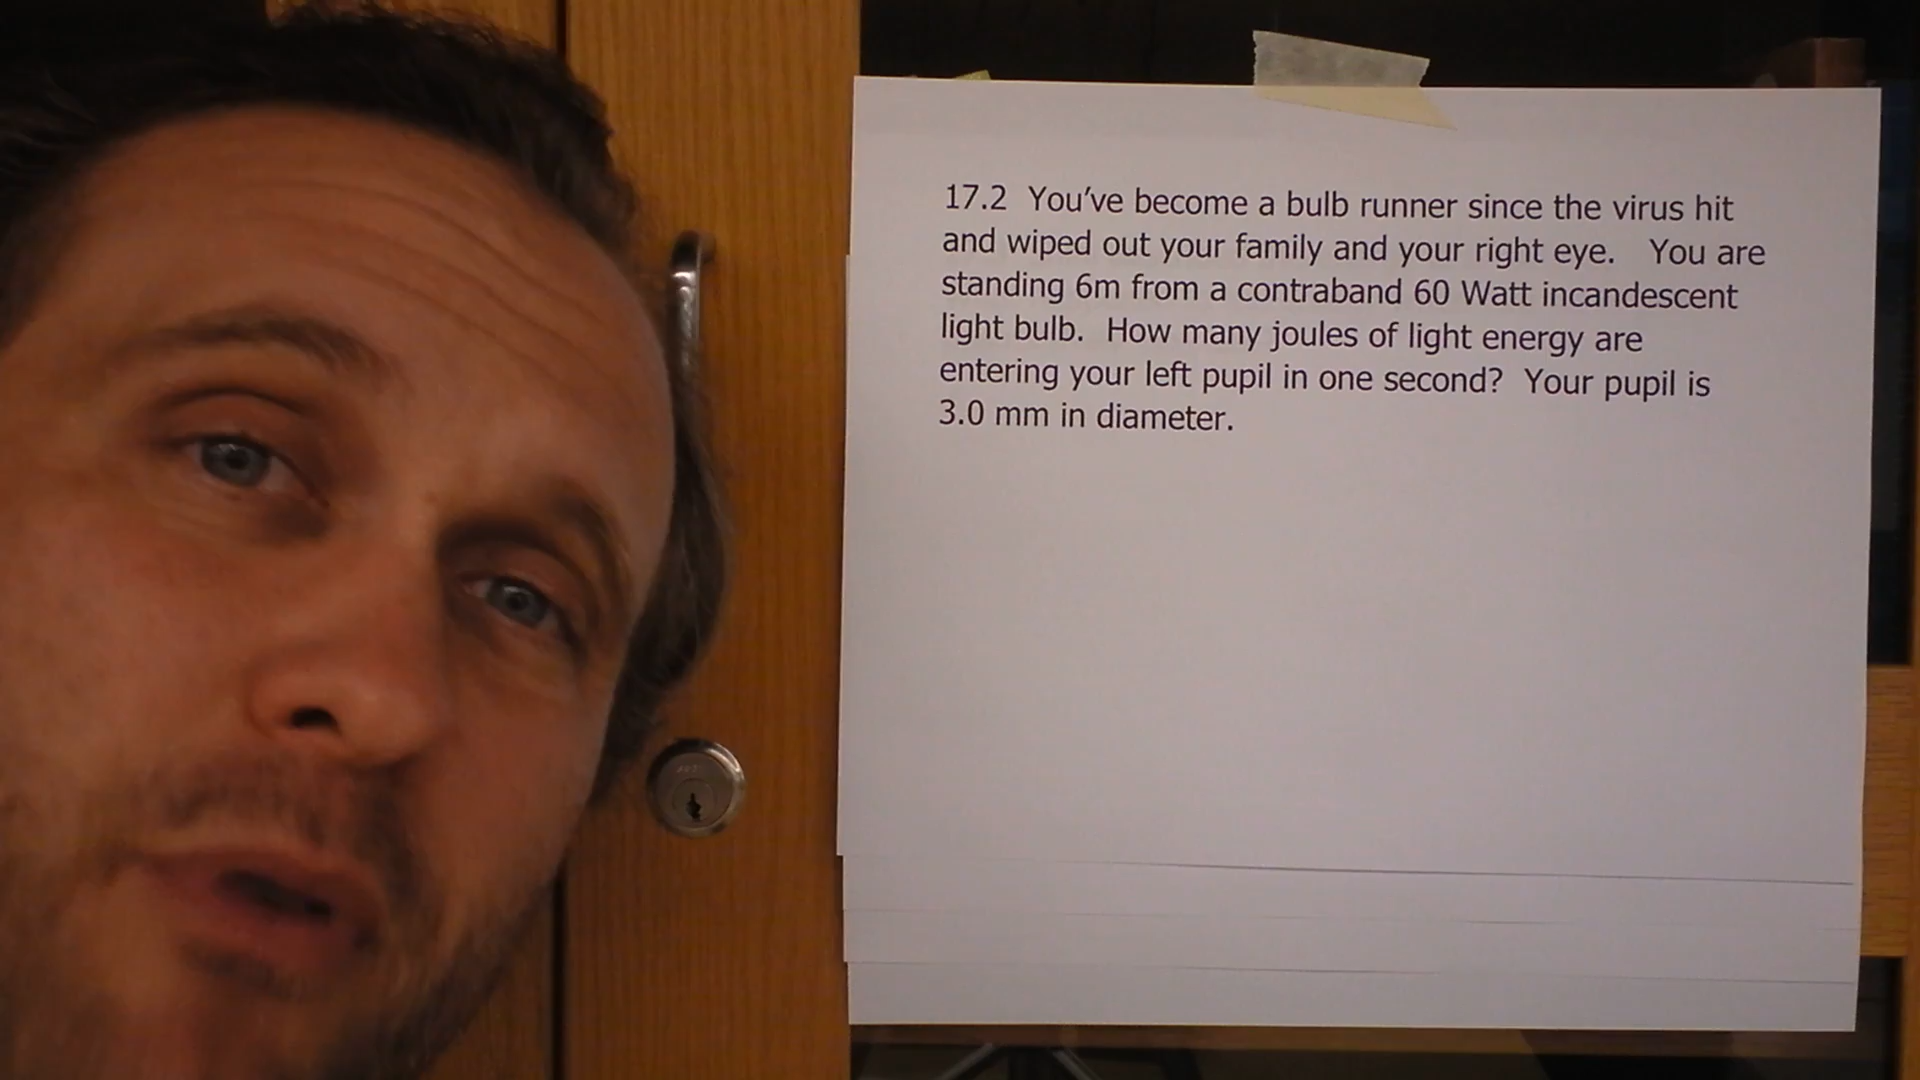 17.2 You've become a bulb runner since the virus hit
and wiped out your family and your right eye. You are
standing 6m from a contraband 60 Watt incandescent
light bulb. How many joules of light energy are
entering your left pupil in one second? Your pupil is
3.0 mm in diameter.